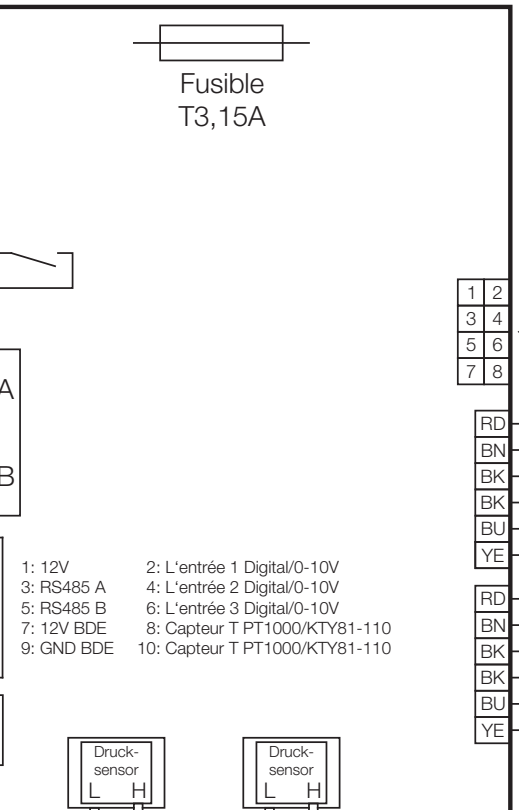 Fusible
T3,15A
1 2
3 4
5 6
7 8
A
B
RD
BN
BK
BK
BU
YE
1: 12V 2: L‘entrée 1 Digital/0-10V
3: RS485 A 4: L‘entrée 2 Digital/0-10V
5: RS485 B 6: L‘entrée 3 Digital/0-10V
7: 12V BDE 8: Capteur T PT1000/KTY81-110
9: GND BDE 10: Capteur T PT1000/KTY81-110
RD
BN
BK
BK
BU
YE
Druck-
sensor
L H
Druck-
sensor
L H